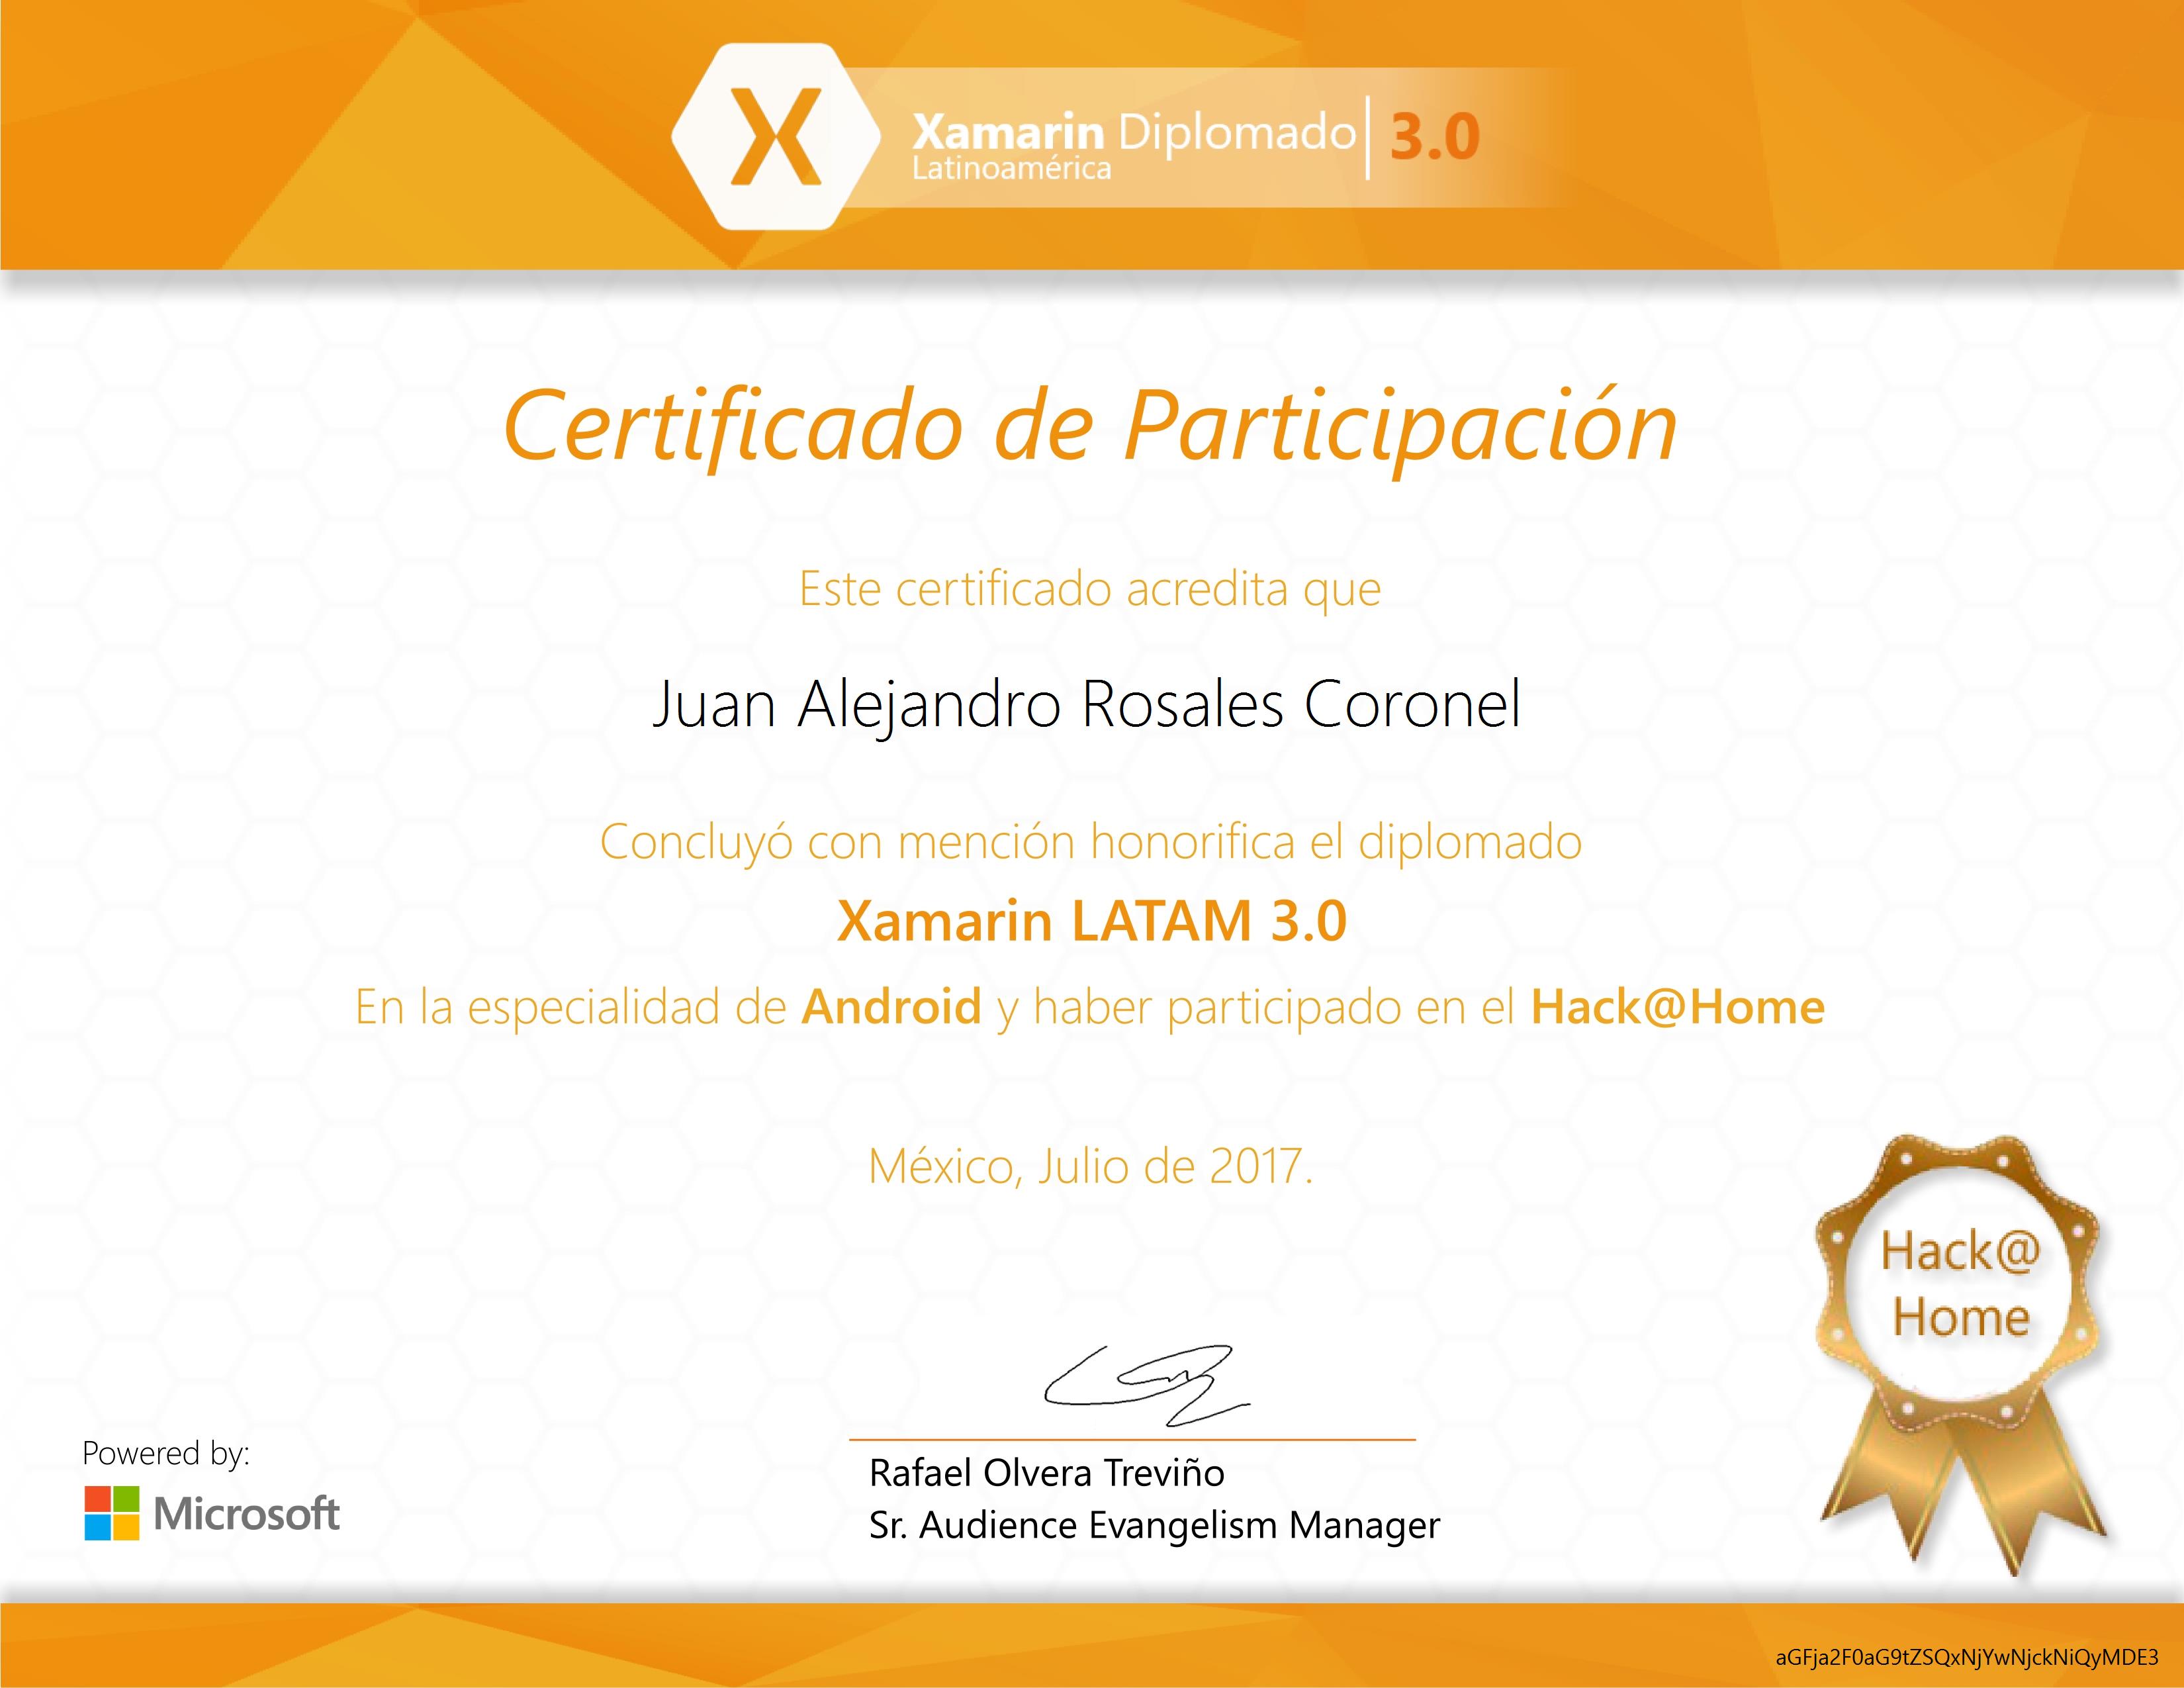 X
Xamarin Diplomado 3.0
Latinoamérica
Certificado de Participación
Este certificado acredita que
Juan Alejandro Rosales Coronel
Concluyó con mención honorifica el diplomado
Xamarin LATAM 3.0
En la especialidad de Android y haber participado en el Hack@Home
México, Julio de 2017.
Hack@
Home
Powered by:
Microsoft
Rafael Olvera Treviño
Sr. Audience Evangelism Manager
aGFja2F0aG9tZSQxNjYwNjckNiQyMDE3